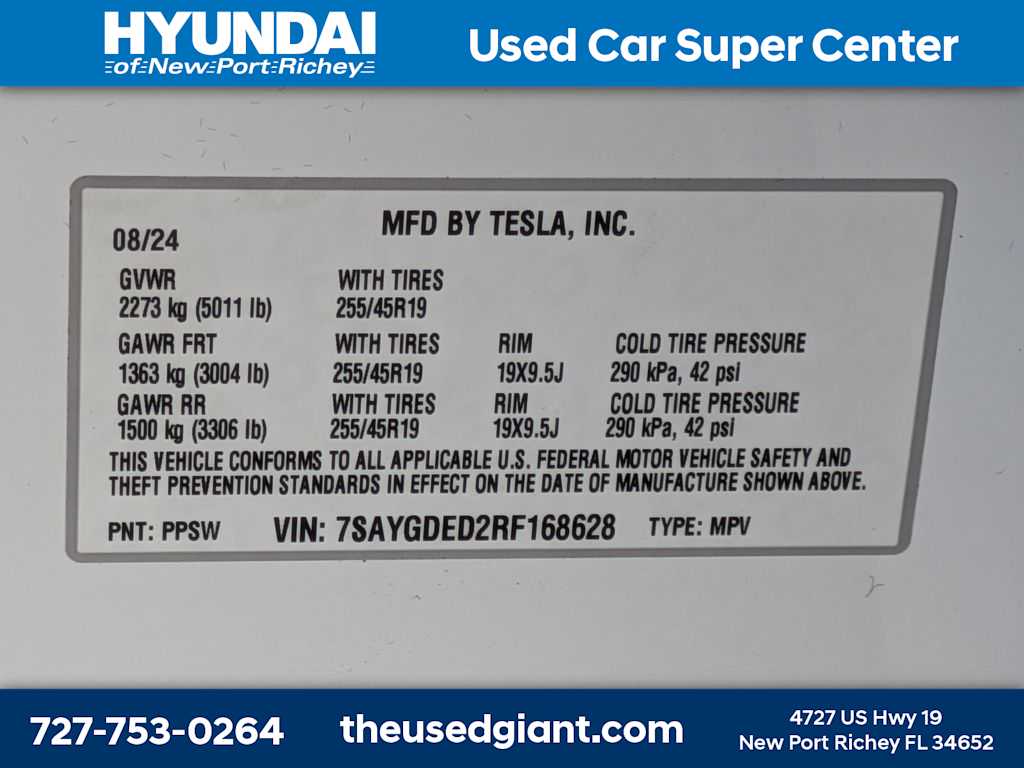 HYUNDAI
of New Port Richey
Used Car Super Center
MFD BY TESLA, INC.
08/24
GVWR WITH TIRES
2273 kg (5011 lb) 255/45R19
GAWR FRT WITH TIRES RIM COLD TIRE PRESSURE
1363 kg (3004 lb) 255/45R19 19X9.5J 290 kPa, 42 psi
GAWR RR WITH TIRES RIM COLD TIRE PRESSURE
1500 kg (3306 lb) 255/45R19 19X9.5J 290 kPa, 42 psi
THIS VEHICLE CONFORMS TO ALL APPLICABLE U.S. FEDERAL MOTOR VEHICLE SAFETY AND
THEFT PREVENTION STANDARDS IN EFFECT ON THE DATE OF MANUFACTURE SHOWN ABOVE.
PNT: PPSW VIN: 7SAYGDED2RF168628 TYPE: MPV
727-753-0264
theusedgiant.com
4727 US Hwy 19
New Port Richey FL 34652